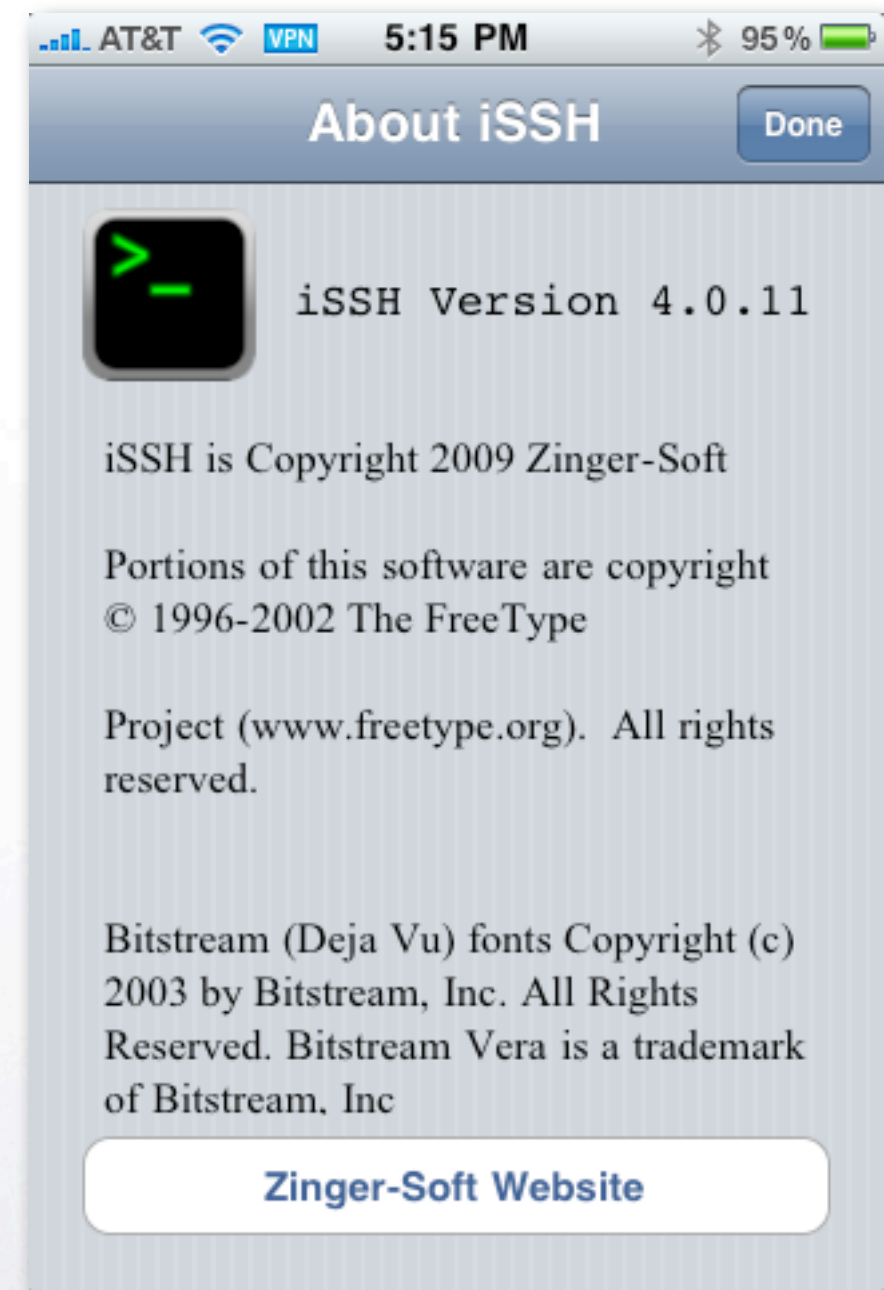 AT&T VPN 5:15 PM 95%
About iSSH Done
>_
iSSH Version 4.0.11
iSSH is Copyright 2009 Zinger-Soft
Portions of this software are copyright
© 1996-2002 The FreeType
Project (www.freetype.org).  All rights
reserved.
Bitstream (Deja Vu) fonts Copyright (c)
2003 by Bitstream, Inc. All Rights
Reserved. Bitstream Vera is a trademark
of Bitstream, Inc
Zinger-Soft Website